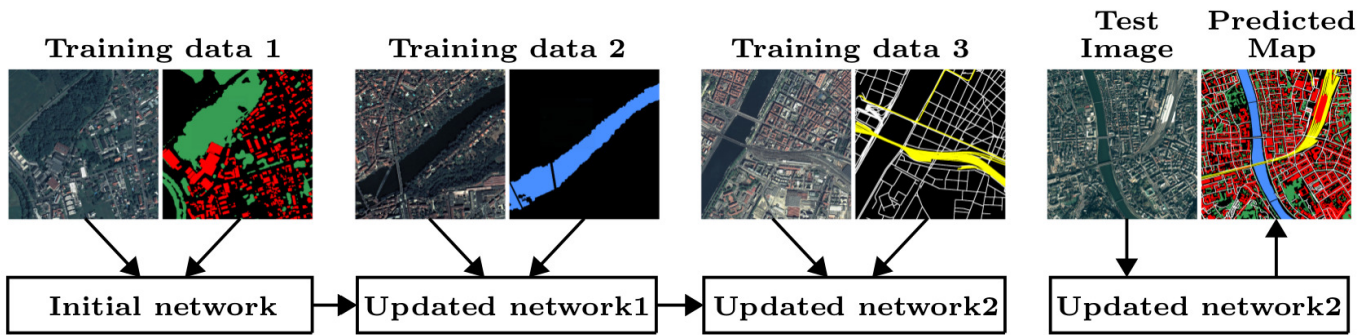 Training data 1
Training data 2
Training data 3
Test
Image
Predicted
Map
Initial network
Updated network1
Updated network2
Updated network2